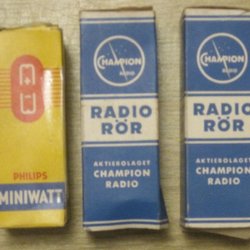 PHILIPS
MINIWATT
CHAMPION
RADIO
RADIO
RÖR
AKTIEBOLAGET
CHAMPION
RADIO
CHAMPION
RADIO
RADIO
RÖR
AKTIEBOLAGET
CHAMPION
RADIO